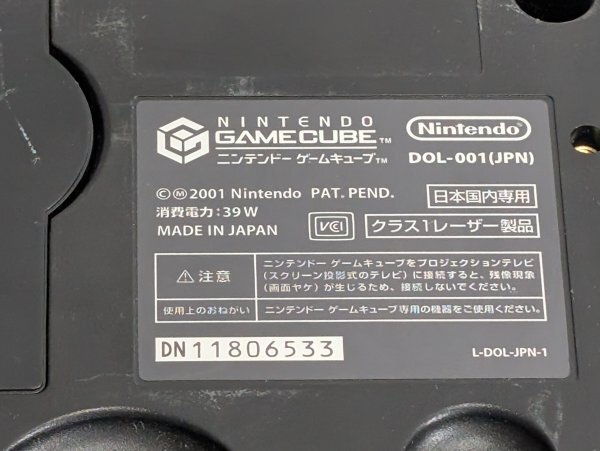 NINTENDO
GAMECUBE™
ニンテンドー ゲームキューブ™
Nintendo
DOL-001(JPN)
©Ⓜ2001 Nintendo PAT. PEND.
日本国内専用
消費電力：39W
MADE IN JAPAN
VCI
クラス1レーザー製品
⚠注意
ニンテンドー ゲームキューブをプロジェクションテレビ
(スクリーン投影式のテレビ)に接続すると、残像現象
(画面ヤケ)が生じるため、接続しないでください。
使用上のおねがい
ニンテンドー ゲームキューブ専用の機器をご使用ください。
DN11806533
L-DOL-JPN-1